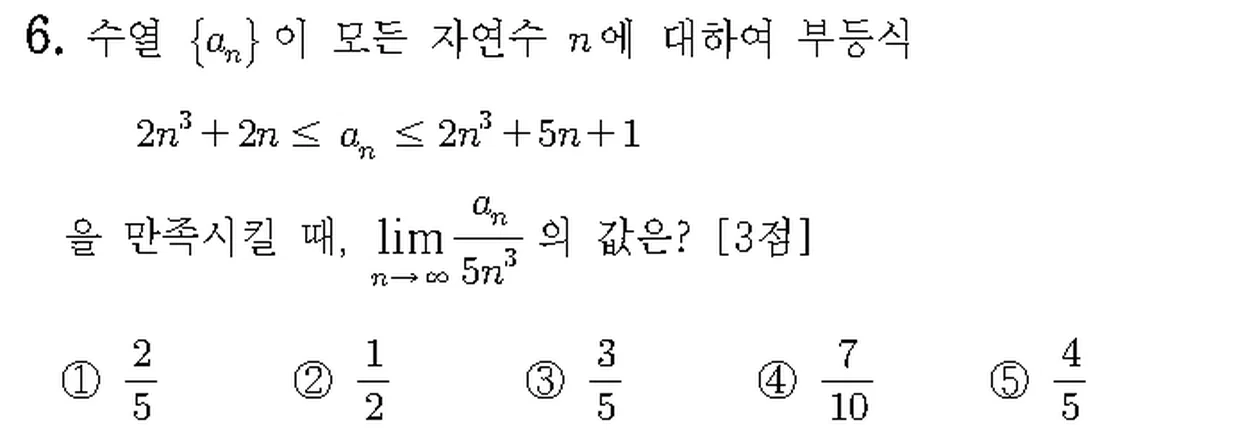 6. 수열 {aₙ}이 모든 자연수 n에 대하여 부등식
2n³+2n ≤ aₙ ≤ 2n³+5n+1
을 만족시킬 때, lim_{n→∞} aₙ/5n³ 의 값은? [3점]
① 2/5 ② 1/2 ③ 3/5 ④ 7/10 ⑤ 4/5